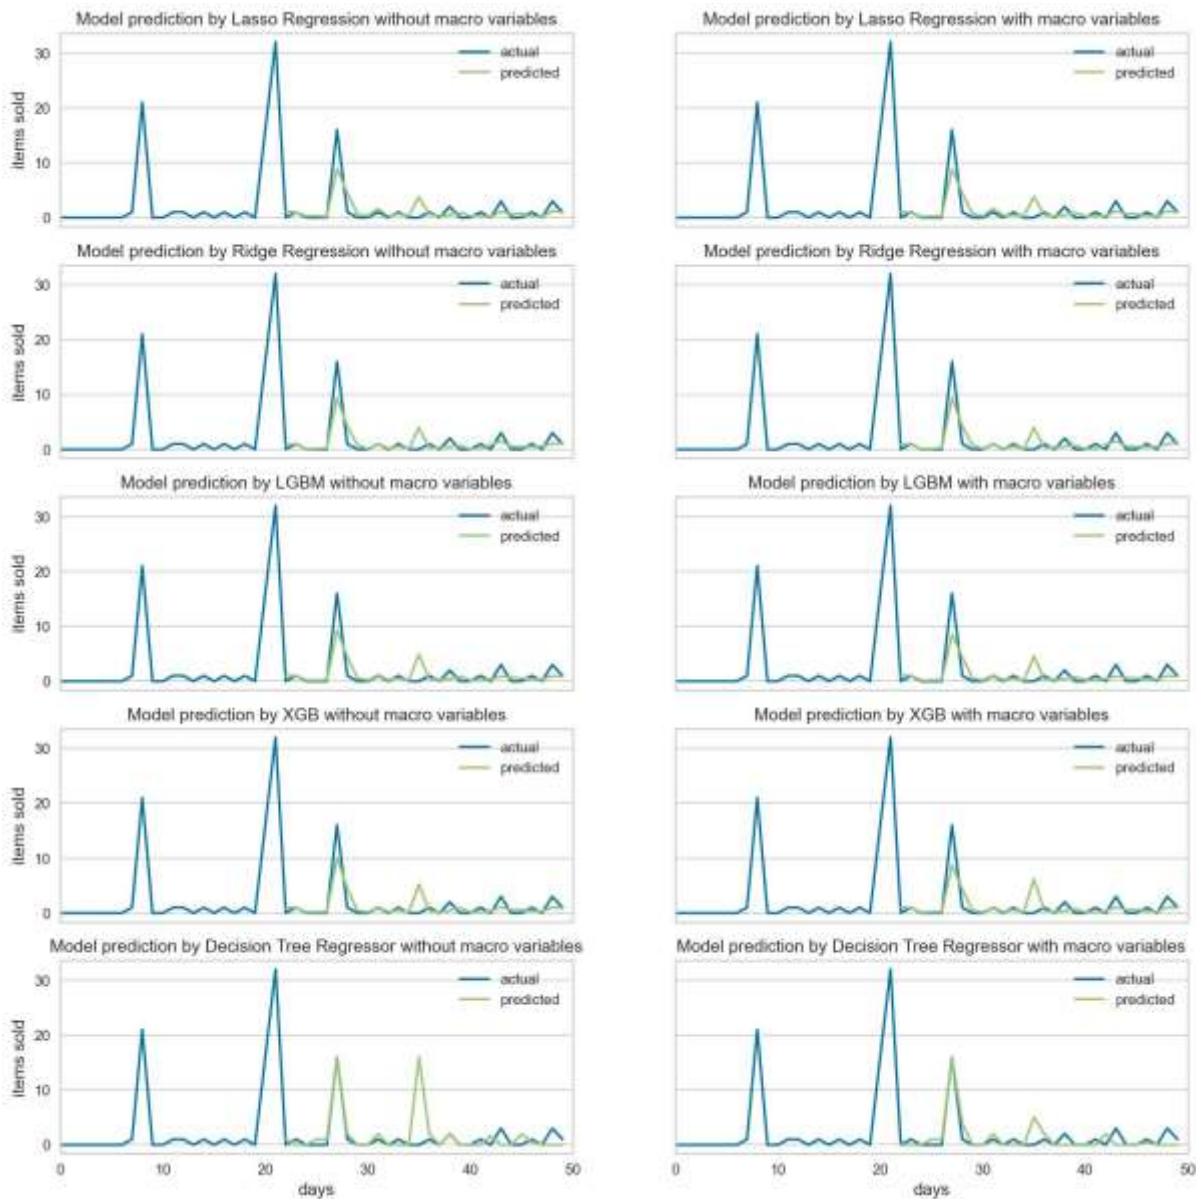 Model prediction by Lasso Regression without macro variables
30
20
10
0
items sold
actual
predicted
Model prediction by Lasso Regression with macro variables
actual
predicted
Model prediction by Ridge Regression without macro variables
30
20
10
0
items sold
actual
predicted
Model prediction by Ridge Regression with macro variables
actual
predicted
Model prediction by LGBM without macro variables
30
20
10
0
items sold
actual
predicted
Model prediction by LGBM with macro variables
actual
predicted
Model prediction by XGB without macro variables
30
20
10
0
items sold
actual
predicted
Model prediction by XGB with macro variables
actual
predicted
Model prediction by Decision Tree Regressor without macro variables
30
20
10
0
items sold
actual
predicted
0 10 20 30 40 50
days
Model prediction by Decision Tree Regressor with macro variables
actual
predicted
0 10 20 30 40 50
days